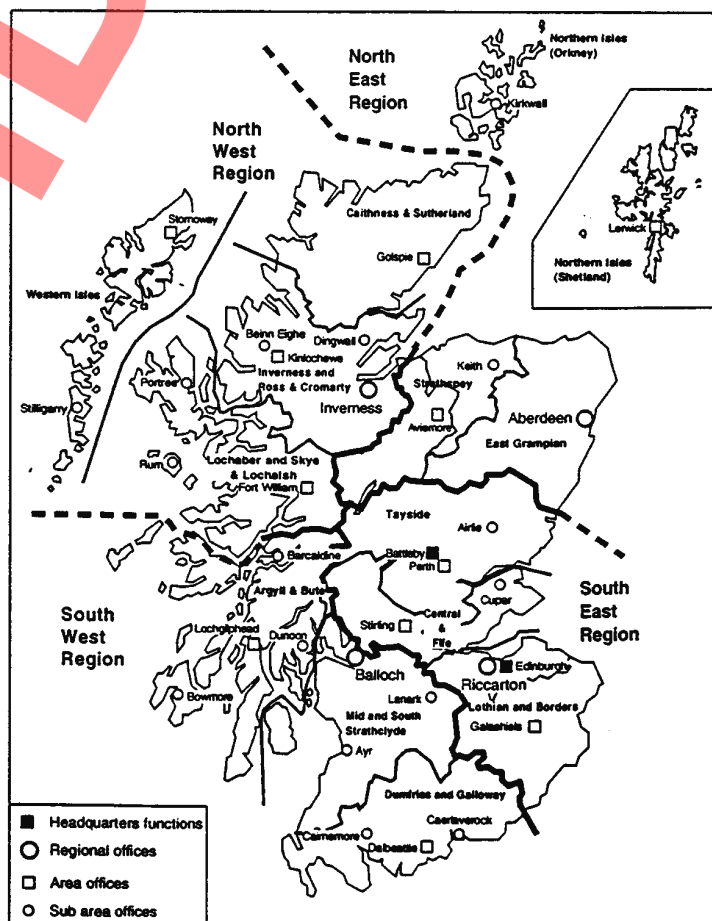 Northern Isles
(Orkney)
North
East
Region
Kirkwall
North
West
Region
Stornoway
Caithness & Sutherland
Golspie
Lerwick
Northern Isles
(Shetland)
Western Isles
Beinn Eighe
Dingwall
Kinlochewe
Keith
Inverness and
Ross & Cromarty
Strathspey
Portree
Inverness
Stilligarry
Aviemore
Aberdeen
East Grampian
Rum
Lochaber and Skye
& Lochalsh
Fort William
Tayside
Airlie
Barcaldine
Battleby
Perth
Argyll & Bute
Cupar
South
West
Region
South
East
Region
Stirling
Central
&
Fife
Lochgilphead
Dunoon
Balloch
Edinburgh
Riccarton
Bowmore
Lanark
Lothian and Borders
Mid and South
Strathclyde
Galashiels
Ayr
Dumfries and Galloway
Cairnsmore
Caerlaverock
Dalbeattie
Headquarters functions
Regional offices
Area offices
Sub area offices